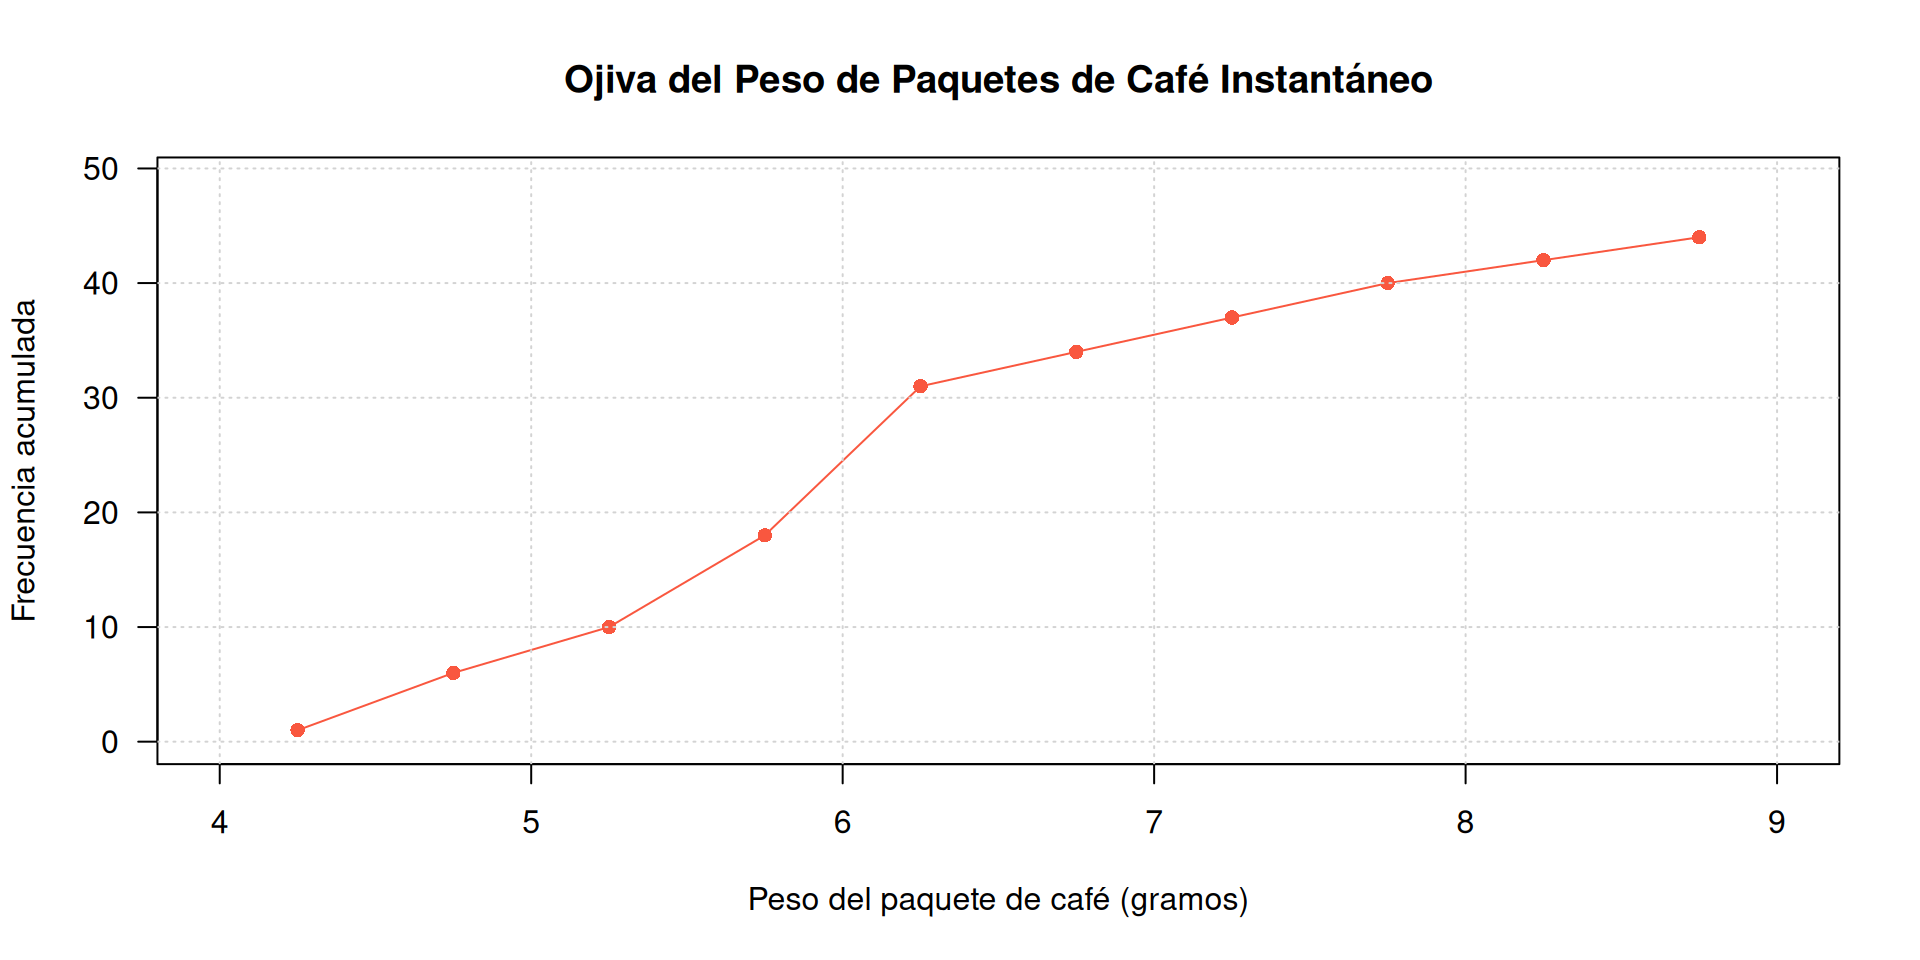 Ojiva del Peso de Paquetes de Café Instantáneo
Frecuencia acumulada
50
40
30
20
10
0
4 5 6 7 8 9
Peso del paquete de café (gramos)